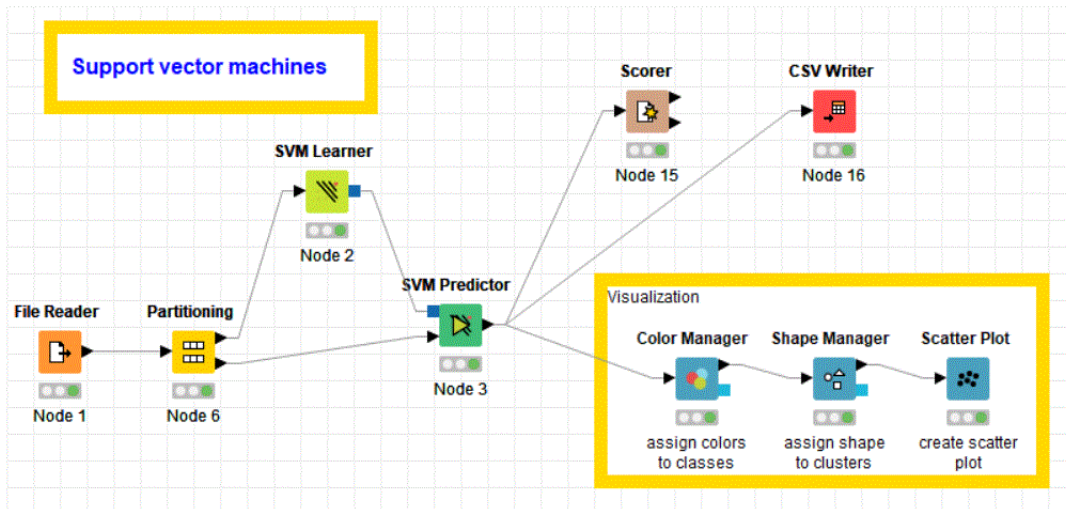 Support vector machines
Scorer
CSV Writer
Node 15
Node 16
SVM Learner
Node 2
SVM Predictor
Node 3
File Reader
Partitioning
Node 1
Node 6
Visualization
Color Manager
Shape Manager
Scatter Plot
assign colors
to classes
assign shape
to clusters
create scatter
plot